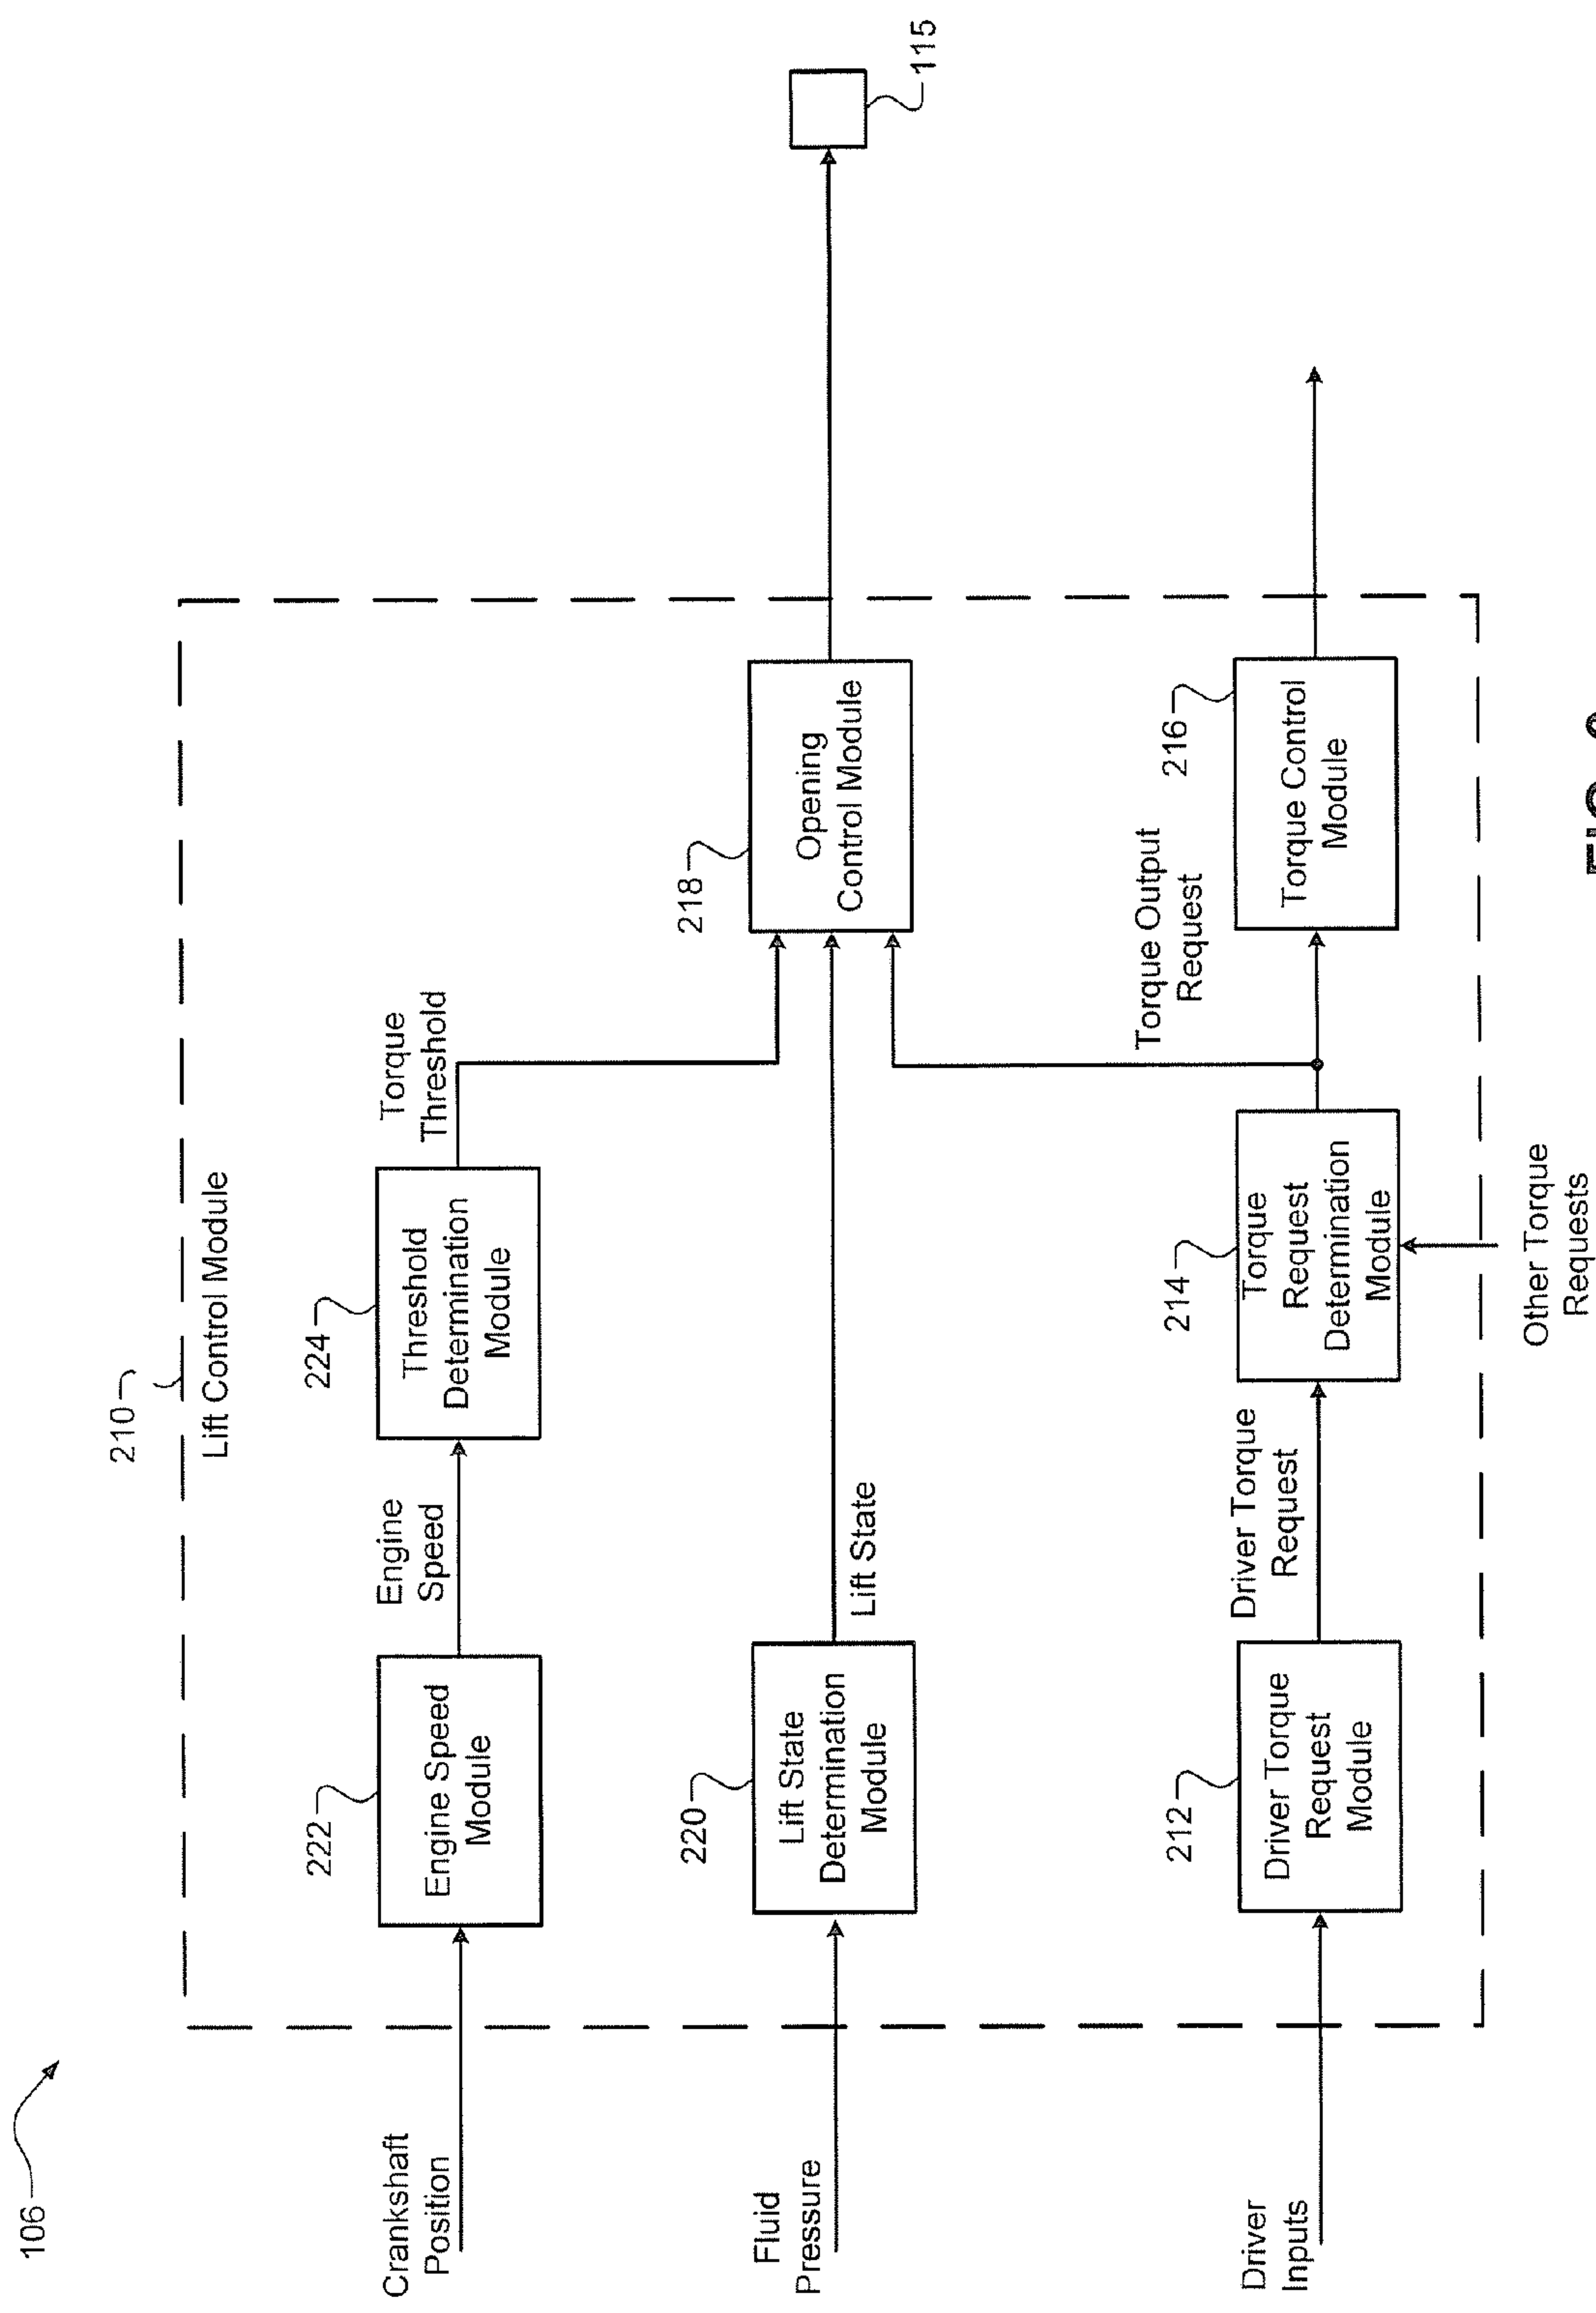 106
210
Lift Control Module
Crankshaft
Position
222
Engine Speed
Module
Engine
Speed
224
Threshold
Determination
Module
Torque
Threshold
Fluid
Pressure
220
Lift State
Determination
Module
Lift State
218
Opening
Control Module
115
Driver
Inputs
212
Driver Torque
Request
Module
Driver Torque
Request
214
Torque
Request
Determination
Module
Other Torque
Requests
Torque Output
Request
216
Torque Control
Module
FIG.